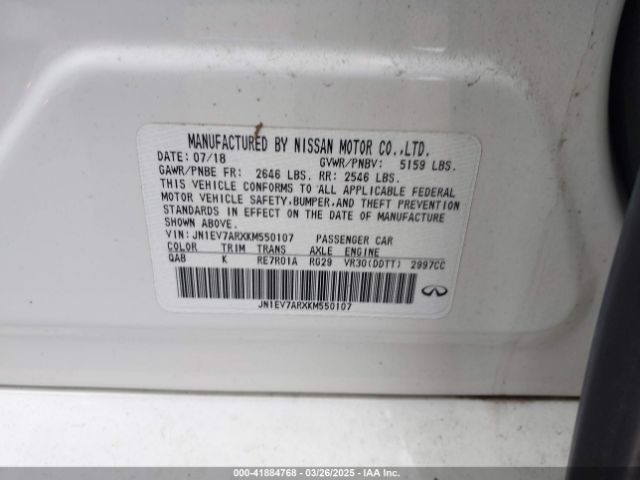 MANUFACTURED BY NISSAN MOTOR CO.,LTD.
DATE: 07/18 GVWR/PNBV: 5159 LBS.
GAWR/PNBE FR: 2646 LBS. RR: 2546 LBS.
THIS VEHICLE CONFORMS TO ALL APPLICABLE FEDERAL
MOTOR VEHICLE SAFETY,BUMPER,AND THEFT PREVENTION
STANDARDS IN EFFECT ON THE DATE OF MANUFACTURE
SHOWN ABOVE.
VIN: JN1EV7ARXKM550107 PASSENGER CAR
COLOR TRIM TRANS AXLE ENGINE
QAB K RE7R01A RG29 VR30(DDTT) 2997CC
JN1EV7ARXKM550107
INFINITI
000-41884768 — 03/26/2025 — IAA Inc.